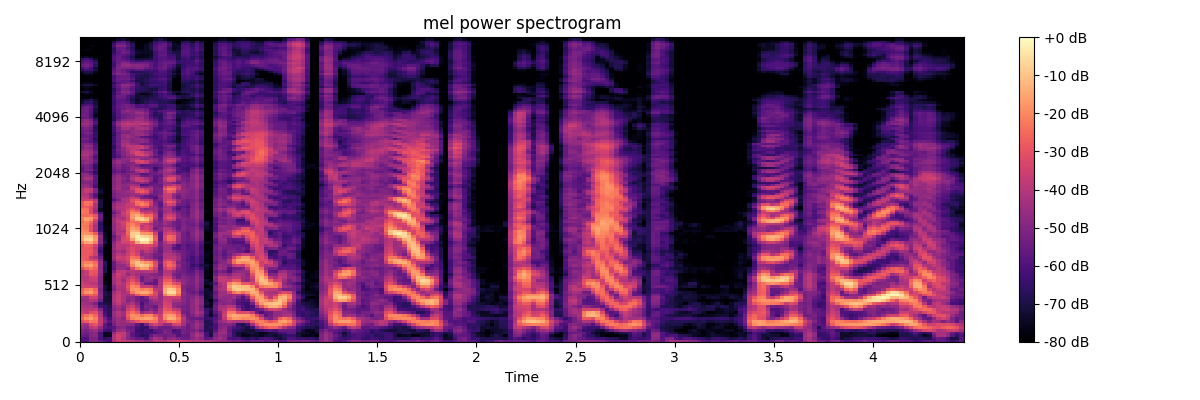 mel power spectrogram
Hz
8192
4096
2048
1024
512
0
0 0.5 1 1.5 2 2.5 3 3.5 4
Time
+0 dB
-10 dB
-20 dB
-30 dB
-40 dB
-50 dB
-60 dB
-70 dB
-80 dB